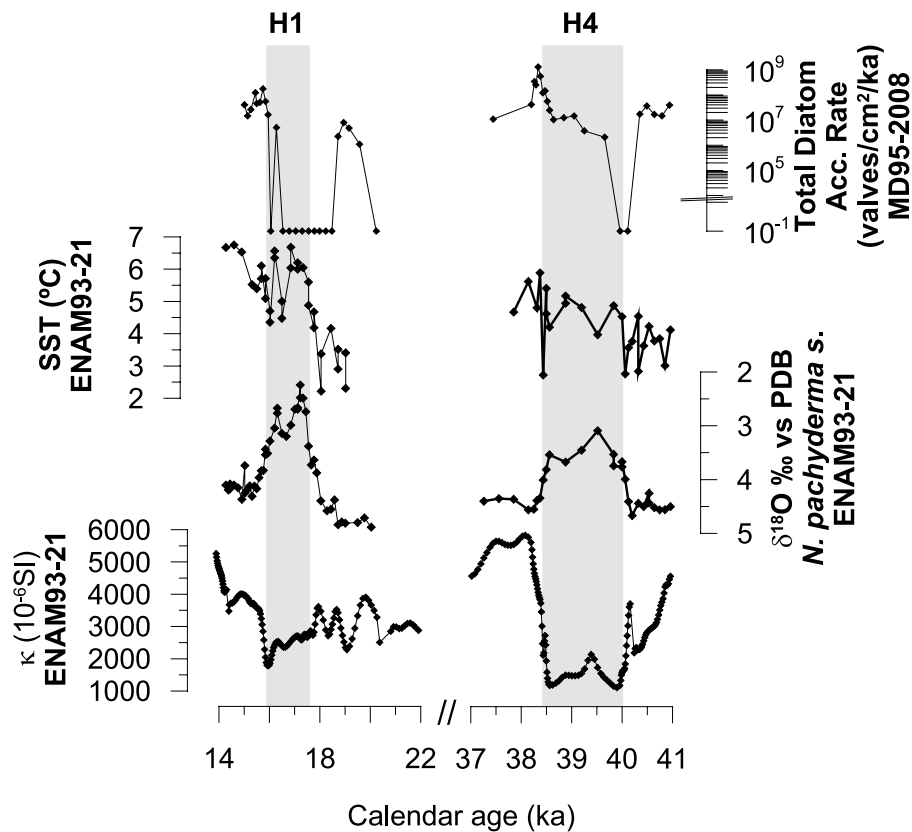 H1
H4
10⁹
10⁷
10⁵
10⁻¹
Total Diatom
Acc. Rate
(valves/cm²/ka)
MD95-2008
7
6
5
4
3
2
SST (ºC)
ENAM93-21
2
3
4
5
δ¹⁸O ‰ vs PDB
N. pachyderma s.
ENAM93-21
6000
5000
4000
3000
2000
1000
κ (10⁻⁶SI)
ENAM93-21
14
18
22
//
37
38
39
40
41
Calendar age (ka)